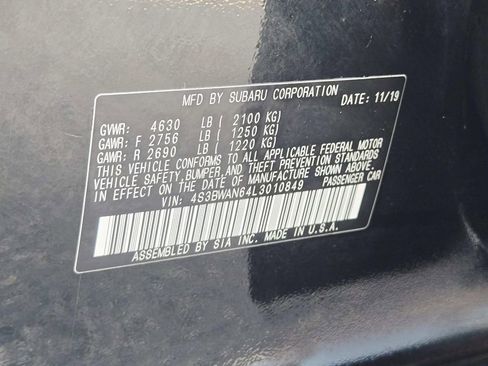 MFD BY SUBARU CORPORATION DATE: 11/19
GVWR: 4630 LB ( 2100 KG)
GAWR: F 2756 LB ( 1250 KG)
GAWR: R 2690 LB ( 1220 KG)
THIS VEHICLE CONFORMS TO ALL APPLICABLE FEDERAL MOTOR
VEHICLE SAFETY, BUMPER, AND THEFT PREVENTION STANDARDS
IN EFFECT ON THE DATE OF MANUFACTURE SHOWN ABOVE.
VIN: 4S3BWAN64L3010849 PASSENGER CAR
ASSEMBLED BY SIA INC. MADE IN U.S.A.